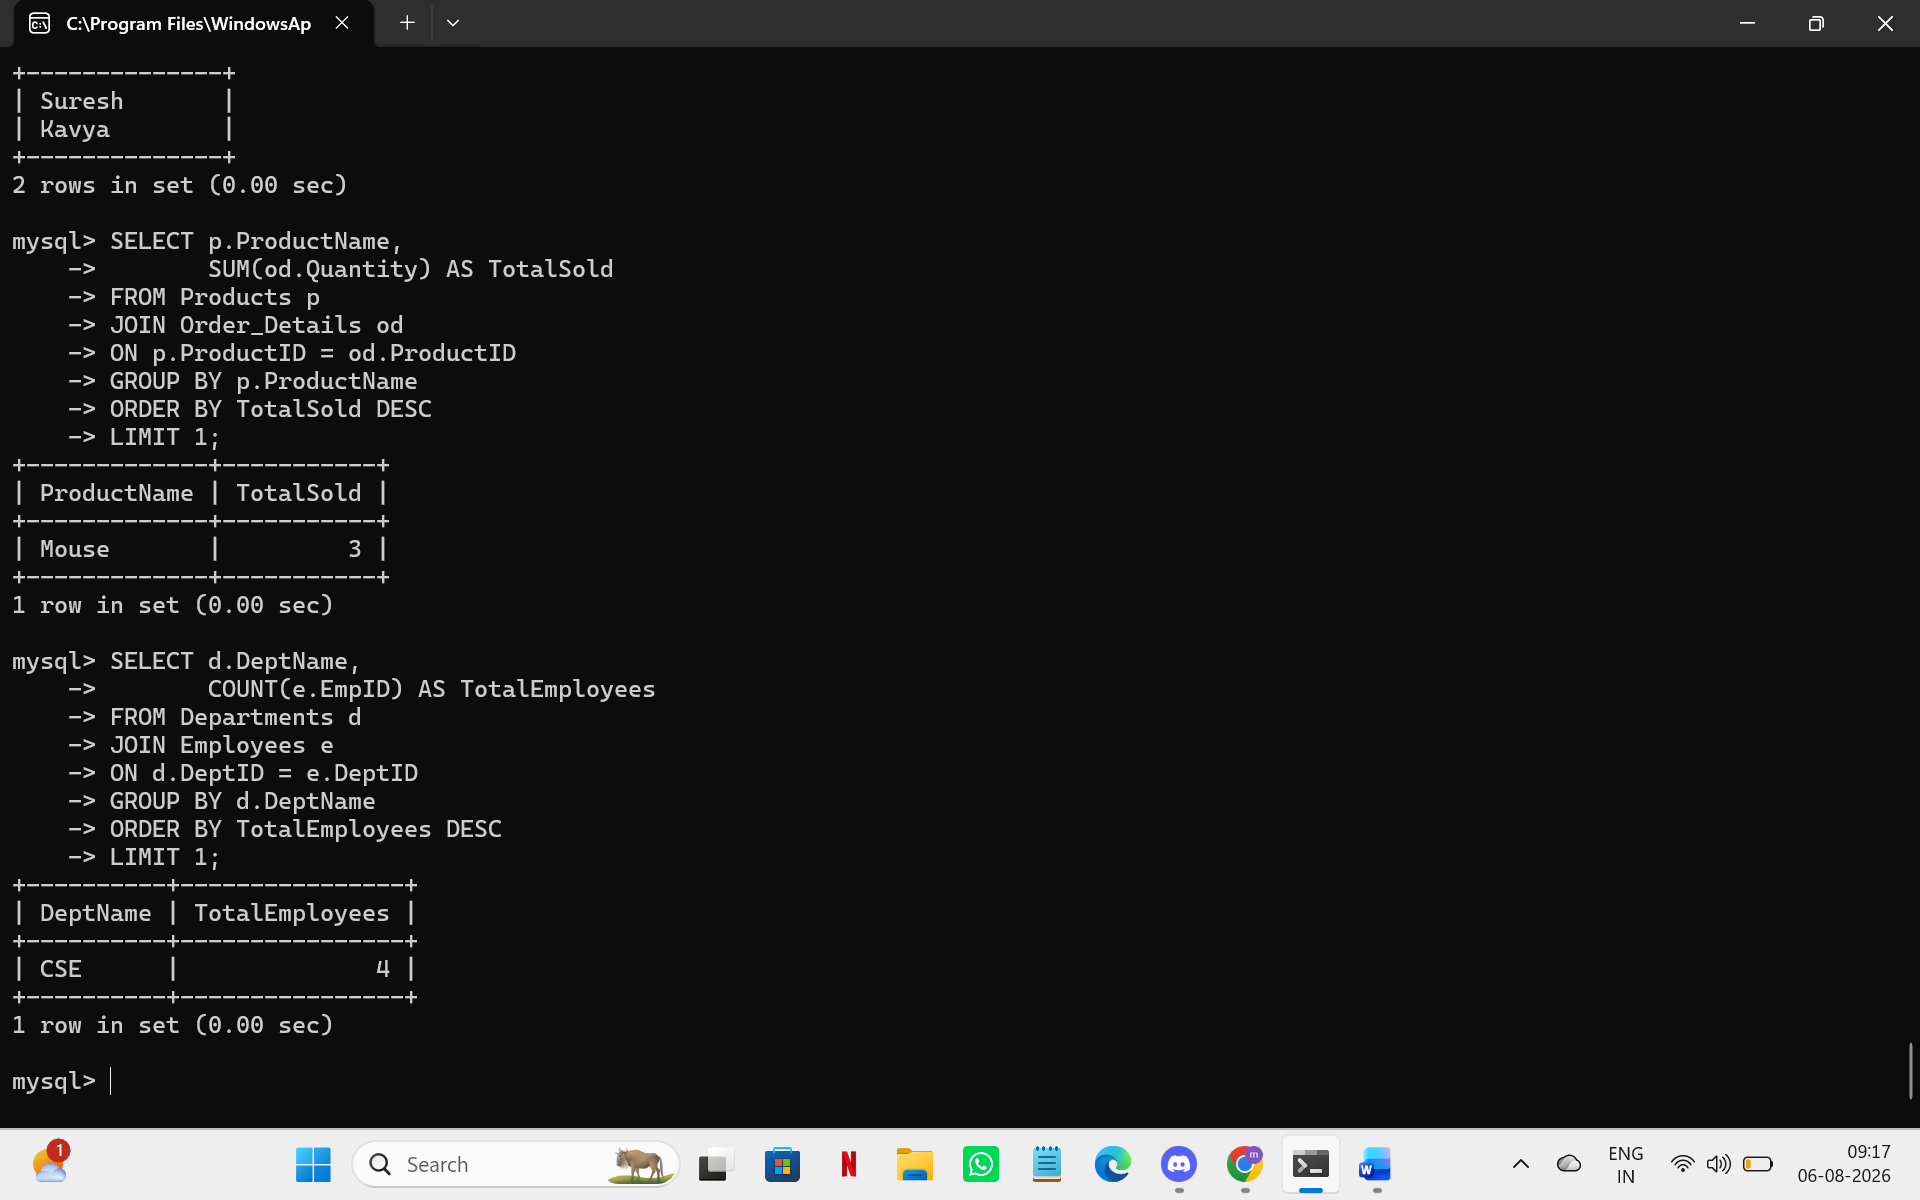 C:\Program Files\WindowsAp
+--------------+
| Suresh       |
| Kavya        |
+--------------+
2 rows in set (0.00 sec)
mysql> SELECT p.ProductName,
    ->        SUM(od.Quantity) AS TotalSold
    -> FROM Products p
    -> JOIN Order_Details od
    -> ON p.ProductID = od.ProductID
    -> GROUP BY p.ProductName
    -> ORDER BY TotalSold DESC
    -> LIMIT 1;
+-------------+-----------+
| ProductName | TotalSold |
+-------------+-----------+
| Mouse       |         3 |
+-------------+-----------+
1 row in set (0.00 sec)
mysql> SELECT d.DeptName,
    ->        COUNT(e.EmpID) AS TotalEmployees
    -> FROM Departments d
    -> JOIN Employees e
    -> ON d.DeptID = e.DeptID
    -> GROUP BY d.DeptName
    -> ORDER BY TotalEmployees DESC
    -> LIMIT 1;
+----------+----------------+
| DeptName | TotalEmployees |
+----------+----------------+
| CSE      |              4 |
+----------+----------------+
1 row in set (0.00 sec)
mysql>
1
Search
N
m
W
ENG
IN
09:17
06-08-2026